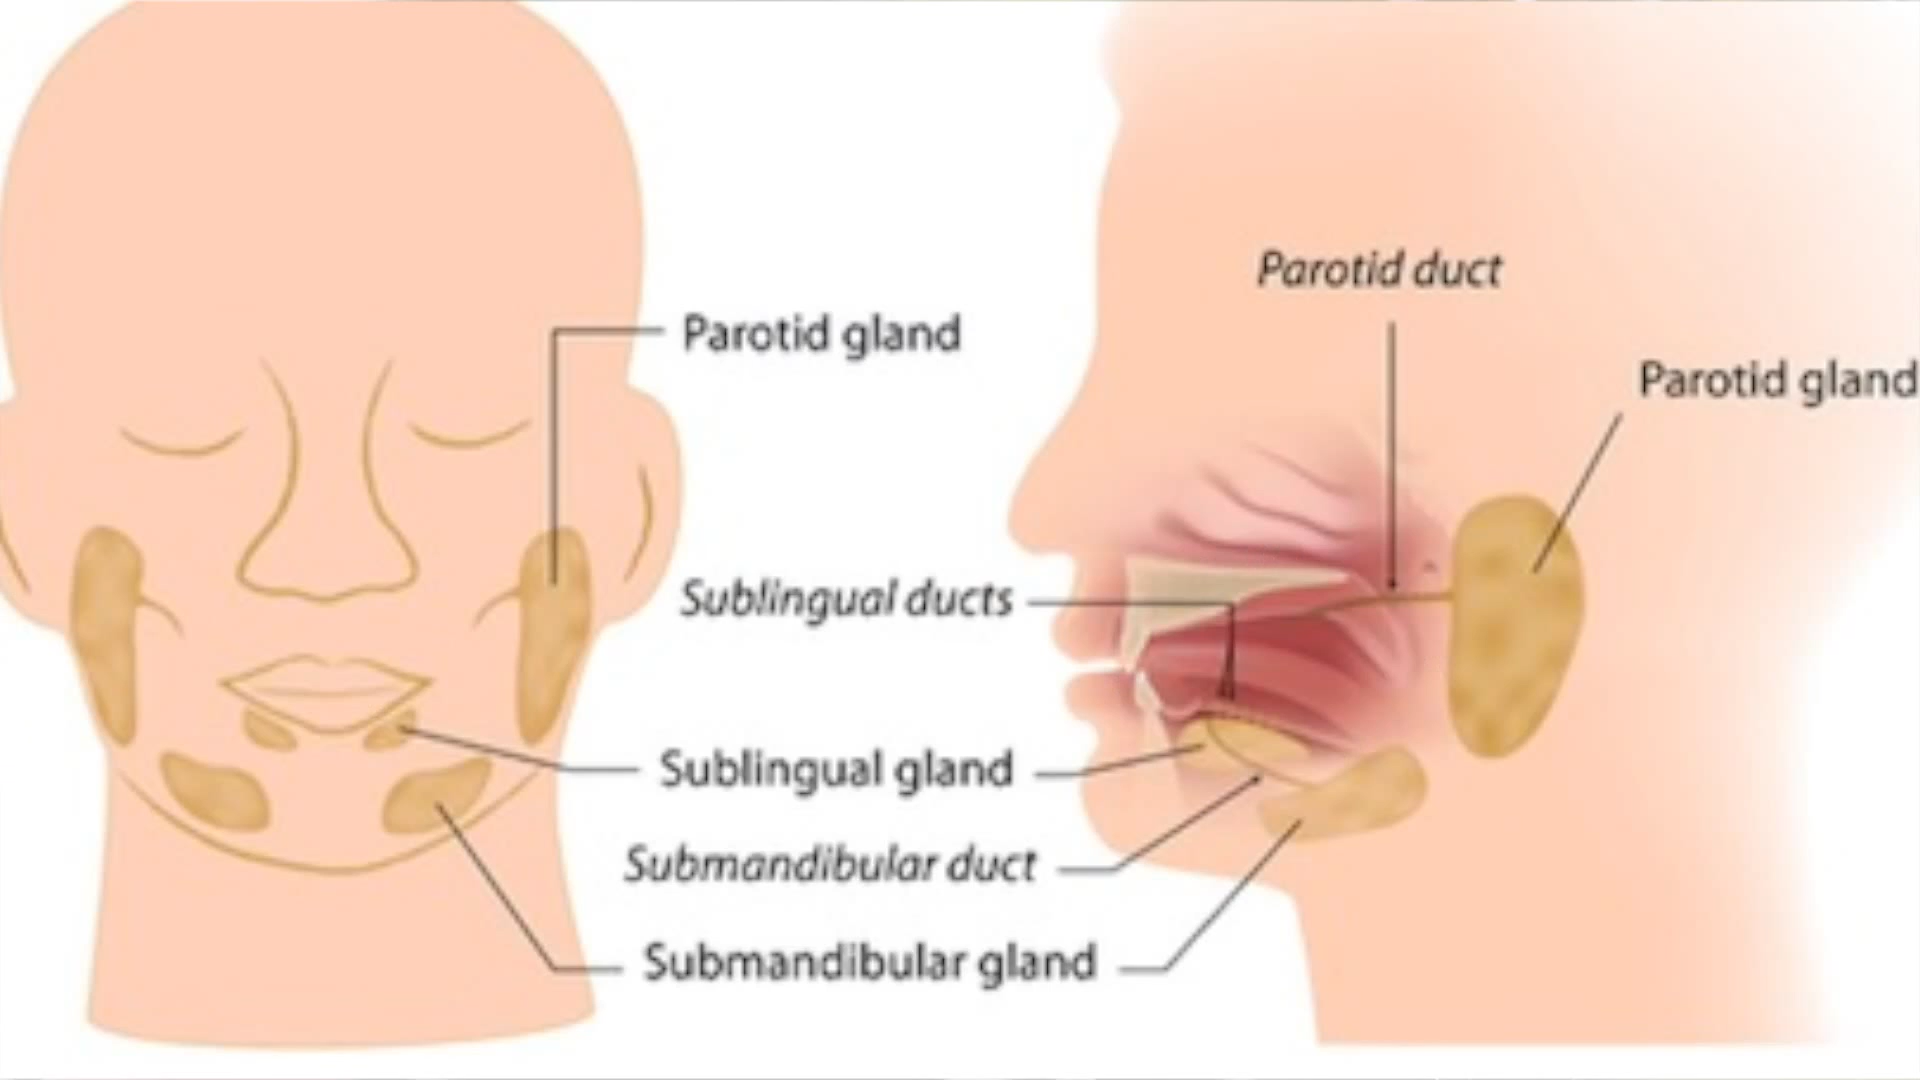 Parotid duct
Parotid gland
Parotid gland
Sublingual ducts
Sublingual gland
Submandibular duct
Submandibular gland